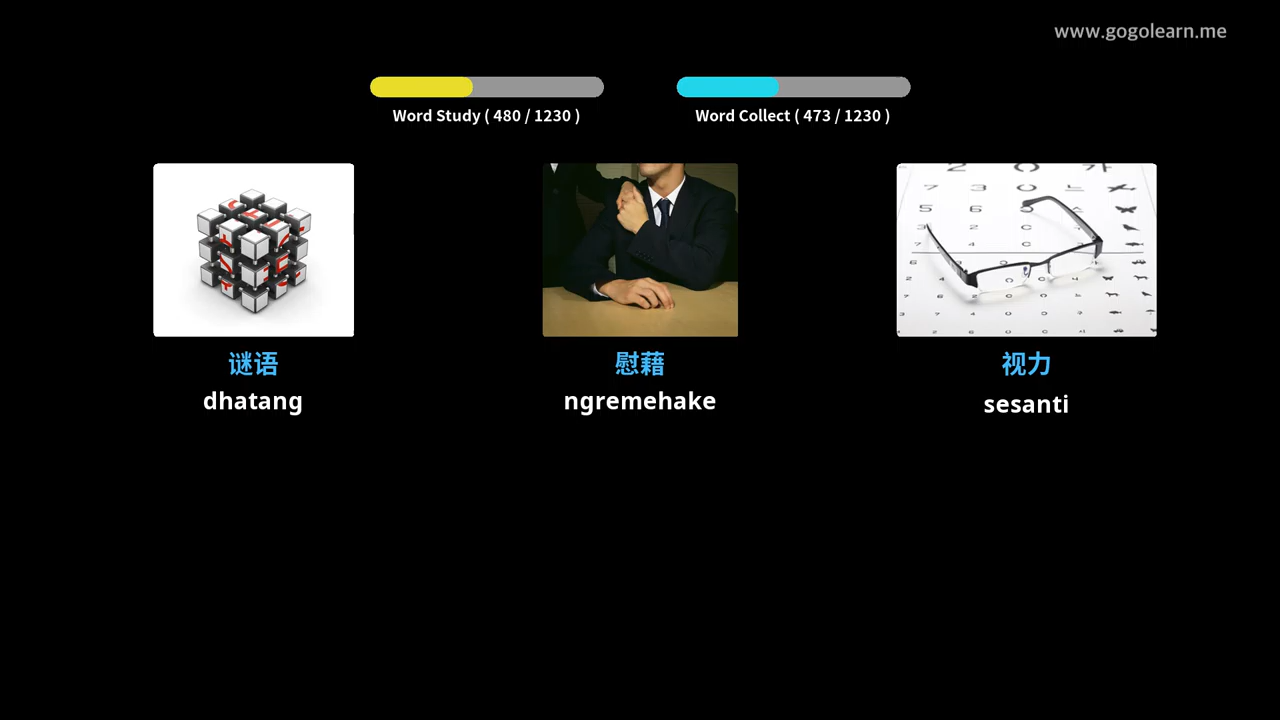 www.gogolearn.me
Word Study ( 480 / 1230 )
Word Collect ( 473 / 1230 )
谜语
dhatang
慰藉
ngremehake
视力
sesanti